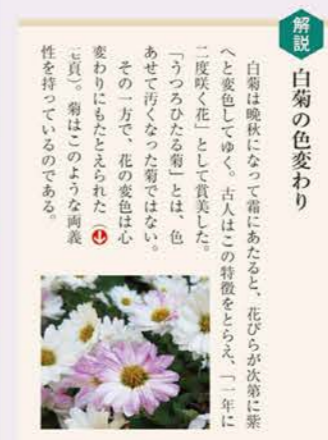 解説
白菊の色変わり
白菊は晩秋になって霜にあたると、花びらが次第に紫
へと変色してゆく。古人はこの特徴をとらえ、「一年に
二度咲く花」として賞美した。
「うつろひたる菊」とは、色
あせて汚くなった菊ではない。
その一方で、花の変色は心
変わりにもたとえられた（
頁）。菊はこのような両義
性を持っているのである。